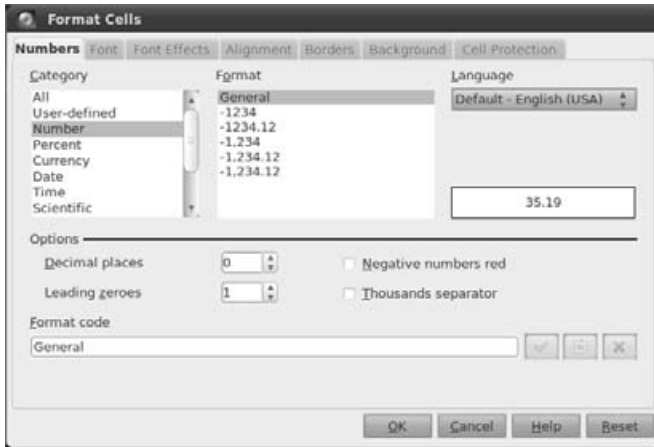 Format Cells
Numbers Font Font Effects Alignment Borders Background Cell Protection
Category
All
User-defined
Number
Percent
Currency
Date
Time
Scientific
Format
General
-1234
-1234.12
-1,234
-1,234.12
-1,234.12
Language
Default - English (USA)
35.19
Options
Decimal places 0
Negative numbers red
Leading zeroes 1
Thousands separator
Format code
General
OK Cancel Help Reset